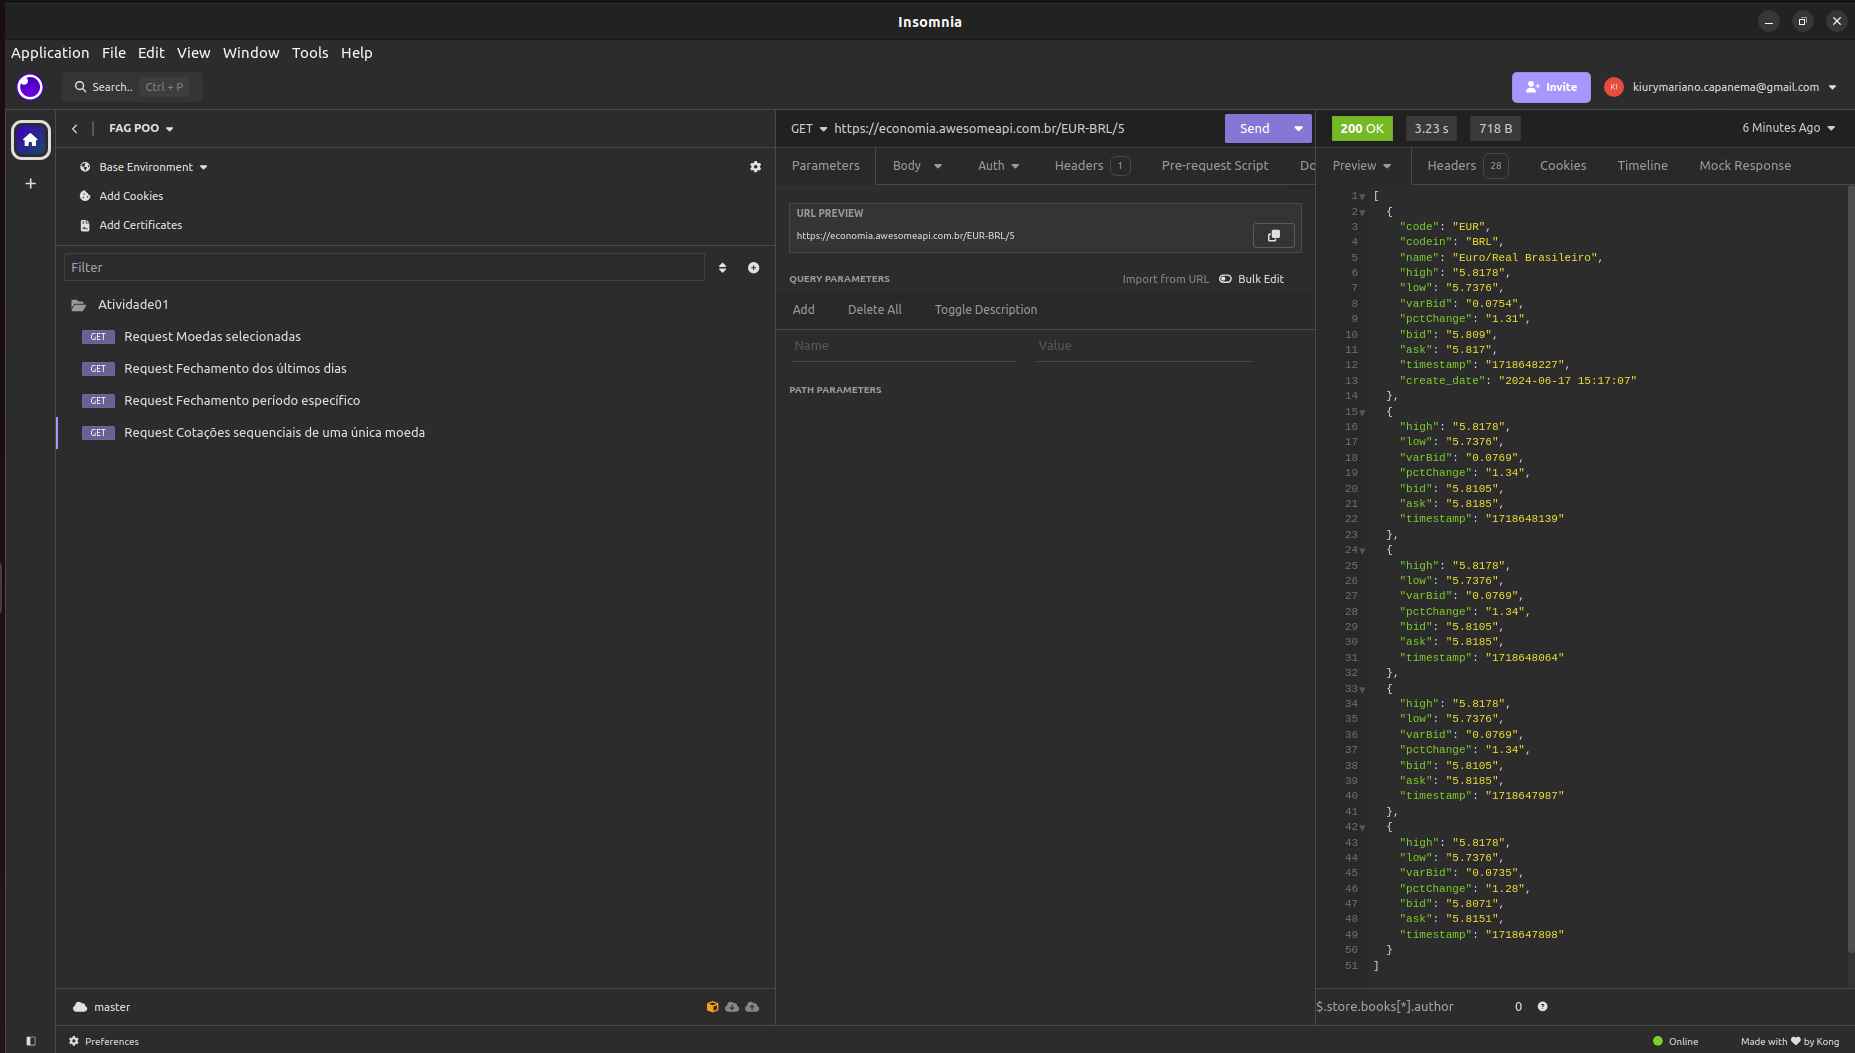 Insomnia
Application File Edit View Window Tools Help
Search.. Ctrl + P
Invite
KI
kiurymariano.capanema@gmail.com
FAG POO
Base Environment
Add Cookies
Add Certificates
Filter
Atividade01
GET Request Moedas selecionadas
GET Request Fechamento dos últimos dias
GET Request Fechamento período específico
GET Request Cotações sequenciais de uma única moeda
master
Preferences
GET https://economia.awesomeapi.com.br/EUR-BRL/5
Send
Parameters Body Auth Headers 1 Pre-request Script Do
URL PREVIEW
https://economia.awesomeapi.com.br/EUR-BRL/5
QUERY PARAMETERS
Import from URL Bulk Edit
Add Delete All Toggle Description
Name Value
PATH PARAMETERS
200 OK 3.23 s 718 B 6 Minutes Ago
Preview Headers 28 Cookies Timeline Mock Response
1 [
2 {
3 "code": "EUR",
4 "codein": "BRL",
5 "name": "Euro/Real Brasileiro",
6 "high": "5.8178",
7 "low": "5.7376",
8 "varBid": "0.0754",
9 "pctChange": "1.31",
10 "bid": "5.809",
11 "ask": "5.817",
12 "timestamp": "1718648227",
13 "create_date": "2024-06-17 15:17:07"
14 },
15 {
16 "high": "5.8178",
17 "low": "5.7376",
18 "varBid": "0.0769",
19 "pctChange": "1.34",
20 "bid": "5.8105",
21 "ask": "5.8185",
22 "timestamp": "1718648139"
23 },
24 {
25 "high": "5.8178",
26 "low": "5.7376",
27 "varBid": "0.0769",
28 "pctChange": "1.34",
29 "bid": "5.8105",
30 "ask": "5.8185",
31 "timestamp": "1718648064"
32 },
33 {
34 "high": "5.8178",
35 "low": "5.7376",
36 "varBid": "0.0769",
37 "pctChange": "1.34",
38 "bid": "5.8105",
39 "ask": "5.8185",
40 "timestamp": "1718647987"
41 },
42 {
43 "high": "5.8178",
44 "low": "5.7376",
45 "varBid": "0.0735",
46 "pctChange": "1.28",
47 "bid": "5.8071",
48 "ask": "5.8151",
49 "timestamp": "1718647898"
50 }
51 ]
$.store.books[*].author 0
Online
Made with ❤ by Kong